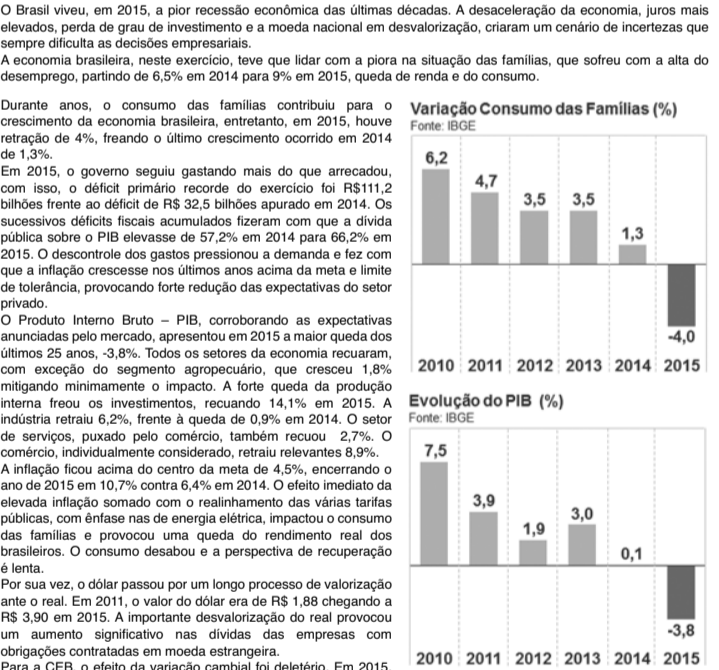 O Brasil viveu, em 2015, a pior recessão econômica das últimas décadas. A desaceleração da economia, juros mais
elevados, perda de grau de investimento e a moeda nacional em desvalorização, criaram um cenário de incertezas que
sempre dificulta as decisões empresariais.
A economia brasileira, neste exercício, teve que lidar com a piora na situação das famílias, que sofreu com a alta do
desemprego, partindo de 6,5% em 2014 para 9% em 2015, queda de renda e do consumo.
Durante anos, o consumo das famílias contribuiu para o
crescimento da economia brasileira, entretanto, em 2015, houve
retração de 4%, freando o último crescimento ocorrido em 2014
de 1,3%.
Em 2015, o governo seguiu gastando mais do que arrecadou,
com isso, o déficit primário recorde do exercício foi R$111,2
bilhões frente ao déficit de R$ 32,5 bilhões apurado em 2014. Os
sucessivos déficits fiscais acumulados fizeram com que a dívida
pública sobre o PIB elevasse de 57,2% em 2014 para 66,2% em
2015. O descontrole dos gastos pressionou a demanda e fez com
que a inflação crescesse nos últimos anos acima da meta e limite
de tolerância, provocando forte redução das expectativas do setor
privado.
O Produto Interno Bruto – PIB, corroborando as expectativas
anunciadas pelo mercado, apresentou em 2015 a maior queda dos
últimos 25 anos, -3,8%. Todos os setores da economia recuaram,
com exceção do segmento agropecuário, que cresceu 1,8%
mitigando minimamente o impacto. A forte queda da produção
interna freou os investimentos, recuando 14,1% em 2015. A
indústria retraiu 6,2%, frente à queda de 0,9% em 2014. O setor
de serviços, puxado pelo comércio, também recuou 2,7%. O
comércio, individualmente considerado, retraiu relevantes 8,9%.
A inflação ficou acima do centro da meta de 4,5%, encerrando o
ano de 2015 em 10,7% contra 6,4% em 2014. O efeito imediato da
elevada inflação somado com o realinhamento das várias tarifas
públicas, com ênfase nas de energia elétrica, impactou o consumo
das famílias e provocou uma queda do rendimento real dos
brasileiros. O consumo desabou e a perspectiva de recuperação
é lenta.
Por sua vez, o dólar passou por um longo processo de valorização
ante o real. Em 2011, o valor do dólar era de R$ 1,88 chegando a
R$ 3,90 em 2015. A importante desvalorização do real provocou
um aumento significativo nas dívidas das empresas com
obrigações contratadas em moeda estrangeira.
Para a CEB, o efeito da variação cambial foi deletério. Em 2015,
Variação Consumo das Famílias (%)
Fonte: IBGE
6,2
4,7
3,5
3,5
1,3
-4,0
2010 2011 2012 2013 2014 2015
Evolução do PIB (%)
Fonte: IBGE
7,5
3,9
1,9
3,0
0,1
-3,8
2010 2011 2012 2013 2014 2015